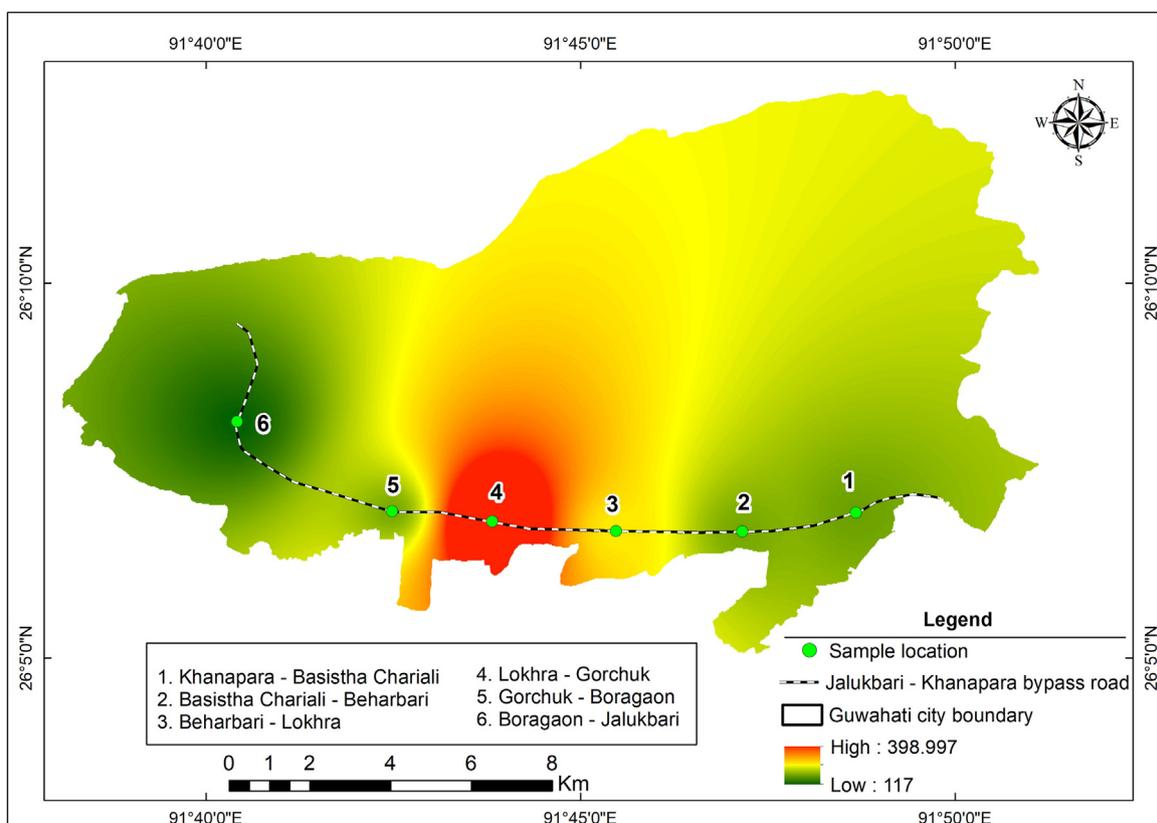 91°40'0"E 91°45'0"E 91°50'0"E
N
W E
S
26°10'0"N 26°10'0"N
6
5
4
3
2
1
26°5'0"N 26°5'0"N
1. Khanapara - Basistha Chariali
2. Basistha Chariali - Beharbari
3. Beharbari - Lokhra
4. Lokhra - Gorchuk
5. Gorchuk - Boragaon
6. Boragaon - Jalukbari
0 1 2 4 6 8
Km
Legend
Sample location
Jalukbari - Khanapara bypass road
Guwahati city boundary
High : 398.997
Low : 117
91°40'0"E 91°45'0"E 91°50'0"E